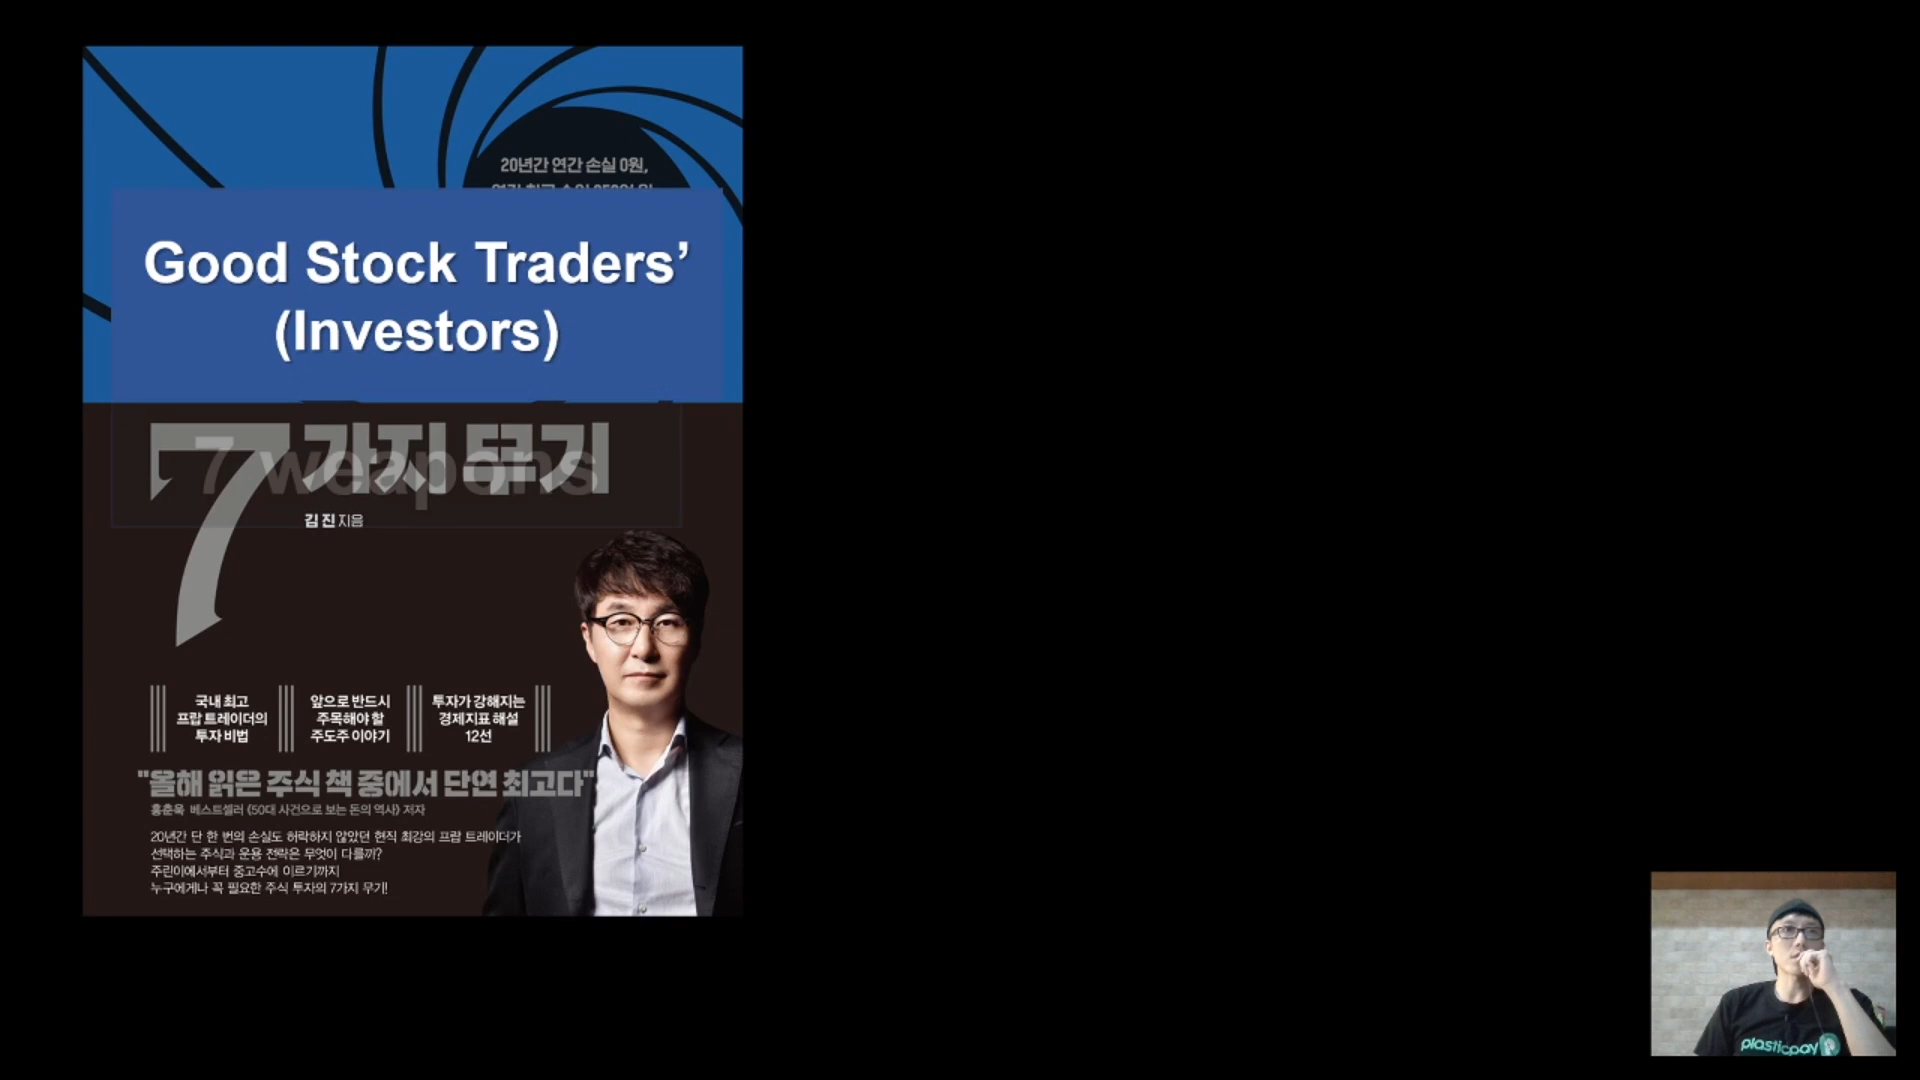 20년간 연간 손실 0원,
Good Stock Traders’
(Investors)
7가지 무기
7 weapons
김 진 지음
국내 최고
프랍 트레이더의
투자 비법
앞으로 반드시
주목해야 할
주도주 이야기
투자가 강해지는
경제지표 해설
12선
"올해 읽은 주식 책 중에서 단연 최고다"
홍춘욱 베스트셀러 《50대 사건으로 보는 돈의 역사》 저자
20년간 단 한 번의 손실도 허락하지 않았던 현직 최강의 프랍 트레이더가
선택하는 주식과 운용 전략은 무엇이 다를까?
주린이에서부터 중고수에 이르기까지
누구에게나 꼭 필요한 주식 투자의 7가지 무기!
plasticpay